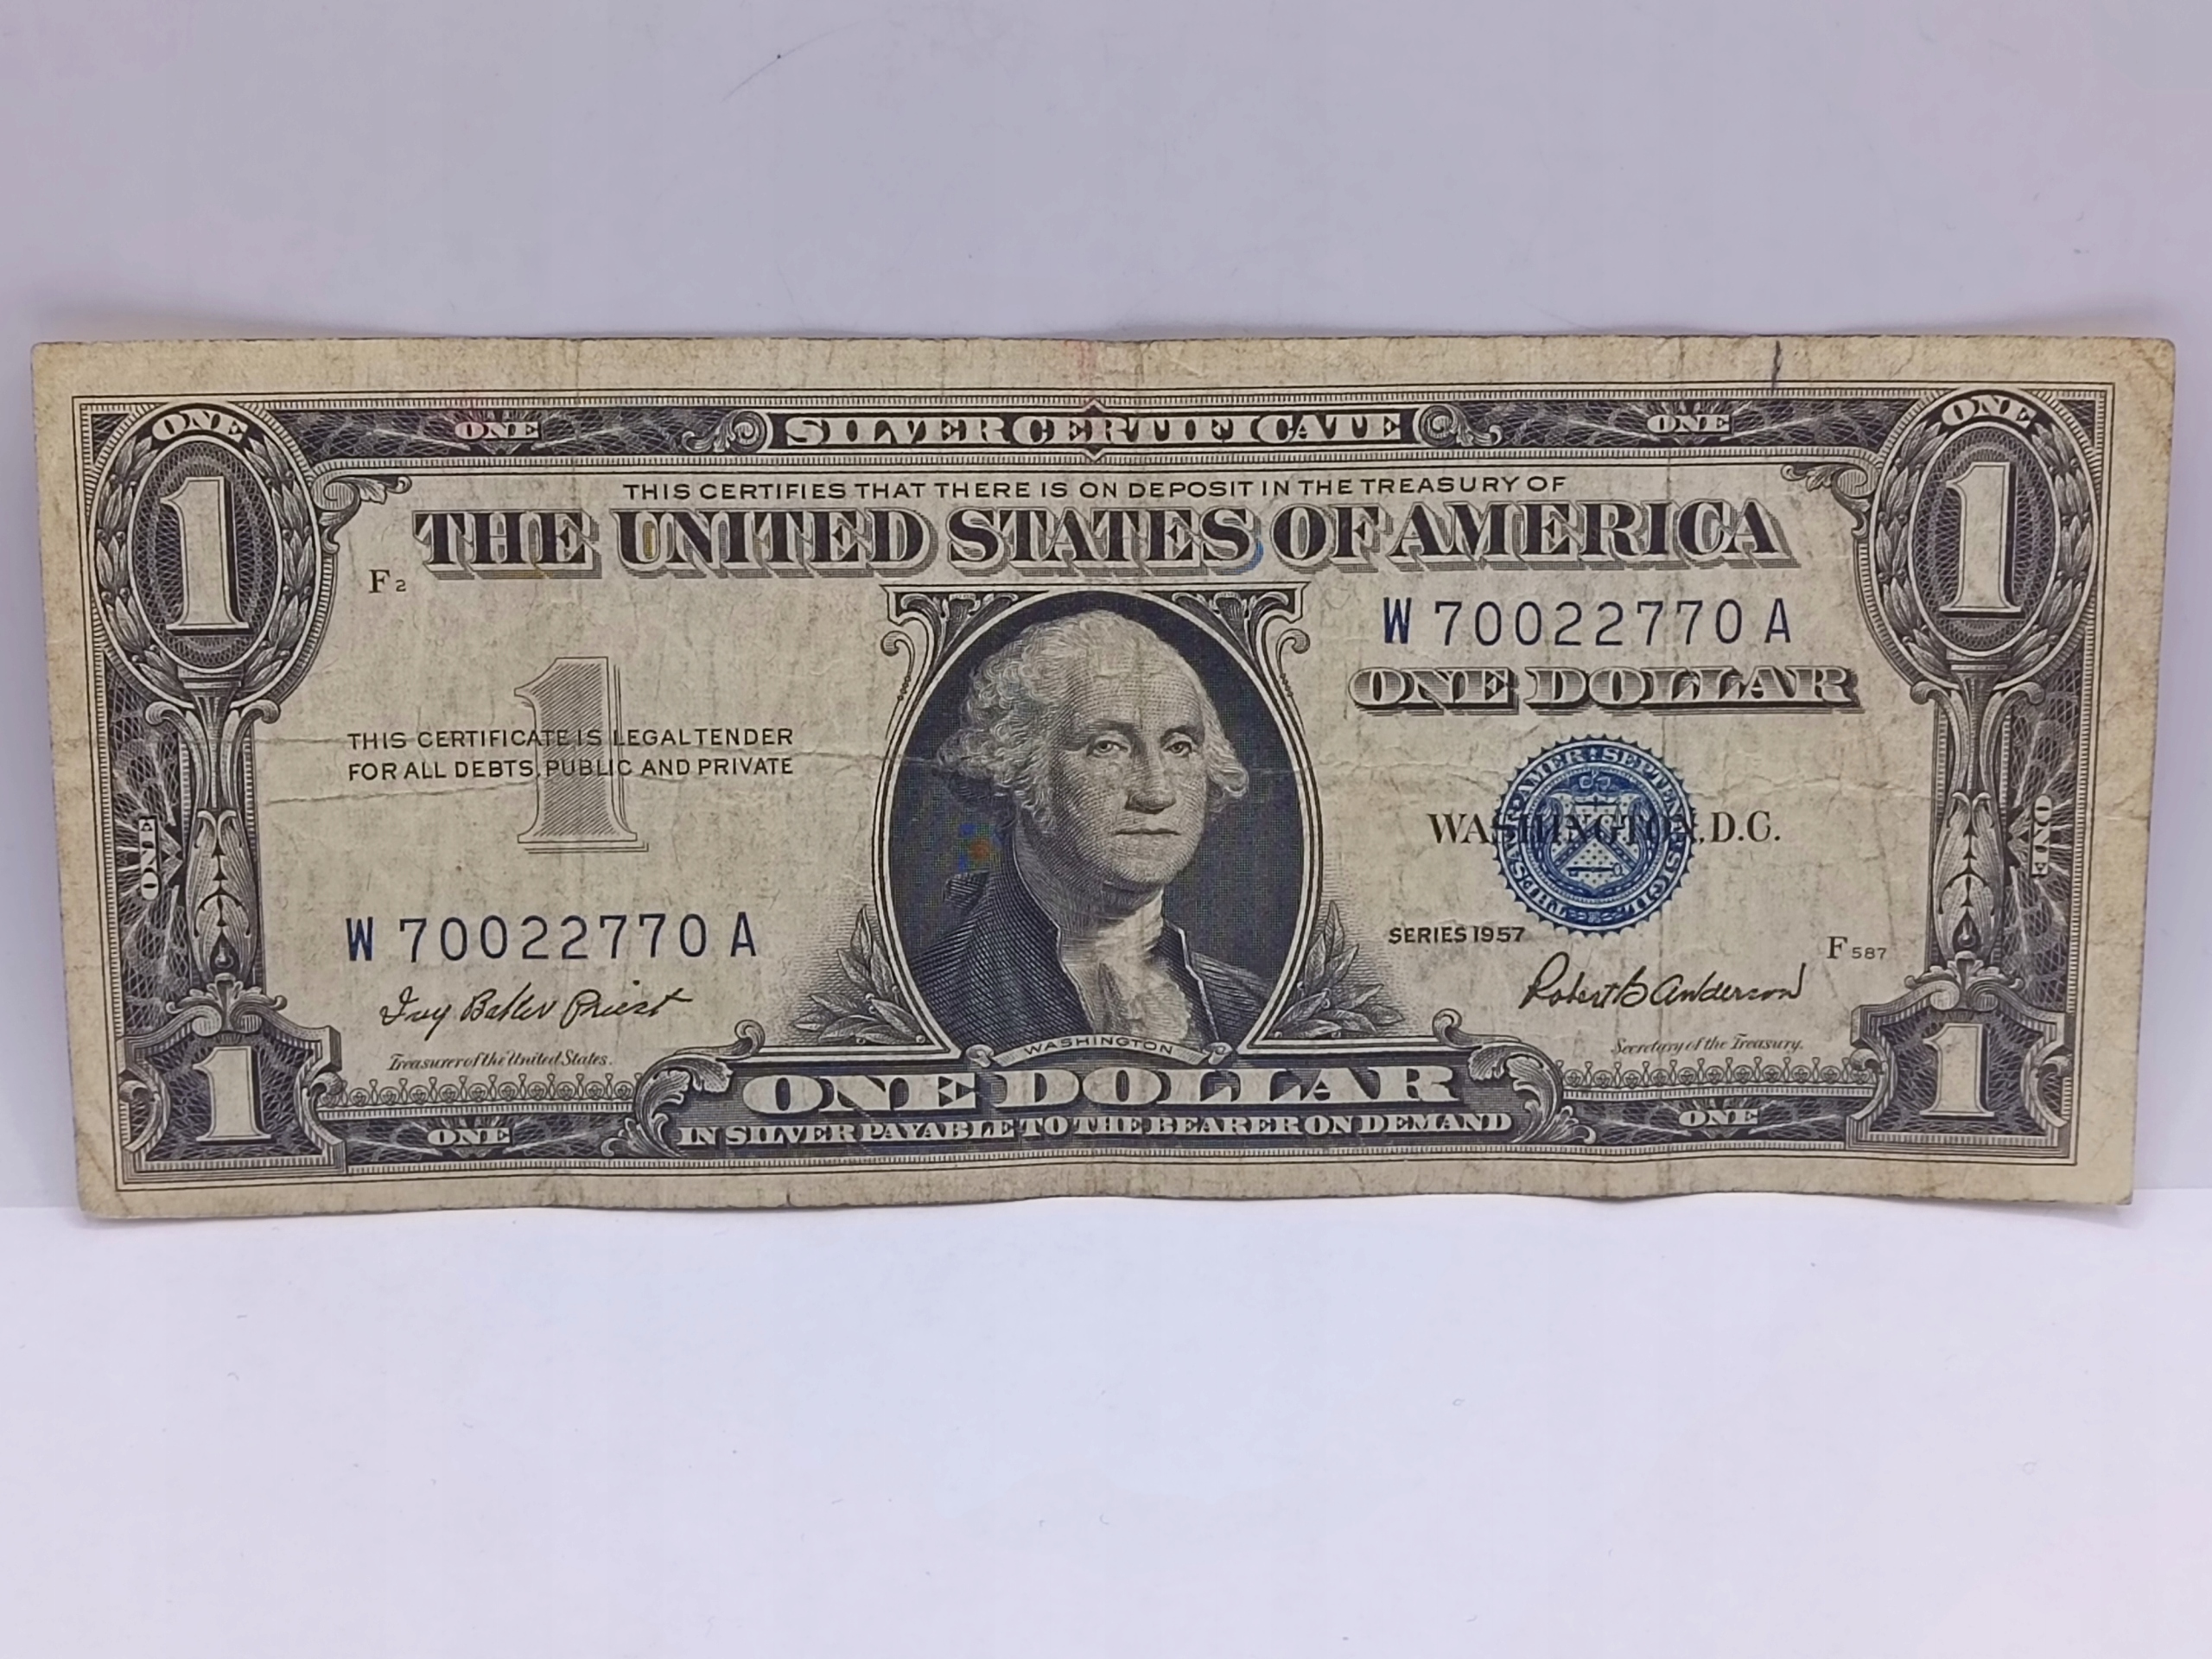 ONE
ONE
SILVER CERTIFICATE
ONE
ONE
1
THIS CERTIFIES THAT THERE IS ON DEPOSIT IN THE TREASURY OF
1
THE UNITED STATES OF AMERICA
F 2
W 70022770 A
ONE DOLLAR
1
THIS CERTIFICATE IS LEGAL TENDER
FOR ALL DEBTS, PUBLIC AND PRIVATE
WASHINGTON, D.C.
ONE
ONE
W 70022770 A
SERIES 1957
F 587
Ivy Baker Priest
Robert B Anderson
Treasurer of the United States.
WASHINGTON
Secretary of the Treasury.
1
ONE DOLLAR
1
ONE
IN SILVER PAYABLE TO THE BEARER ON DEMAND
ONE